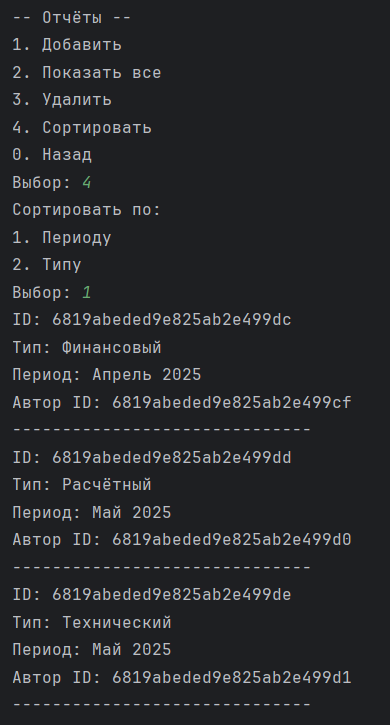 -- Отчёты --
1. Добавить
2. Показать все
3. Удалить
4. Сортировать
0. Назад
Выбор: 4
Сортировать по:
1. Периоду
2. Типу
Выбор: 1
ID: 6819abeded9e825ab2e499dc
Тип: Финансовый
Период: Апрель 2025
Автор ID: 6819abeded9e825ab2e499cf
------------------------------
ID: 6819abeded9e825ab2e499dd
Тип: Расчётный
Период: Май 2025
Автор ID: 6819abeded9e825ab2e499d0
------------------------------
ID: 6819abeded9e825ab2e499de
Тип: Технический
Период: Май 2025
Автор ID: 6819abeded9e825ab2e499d1
------------------------------